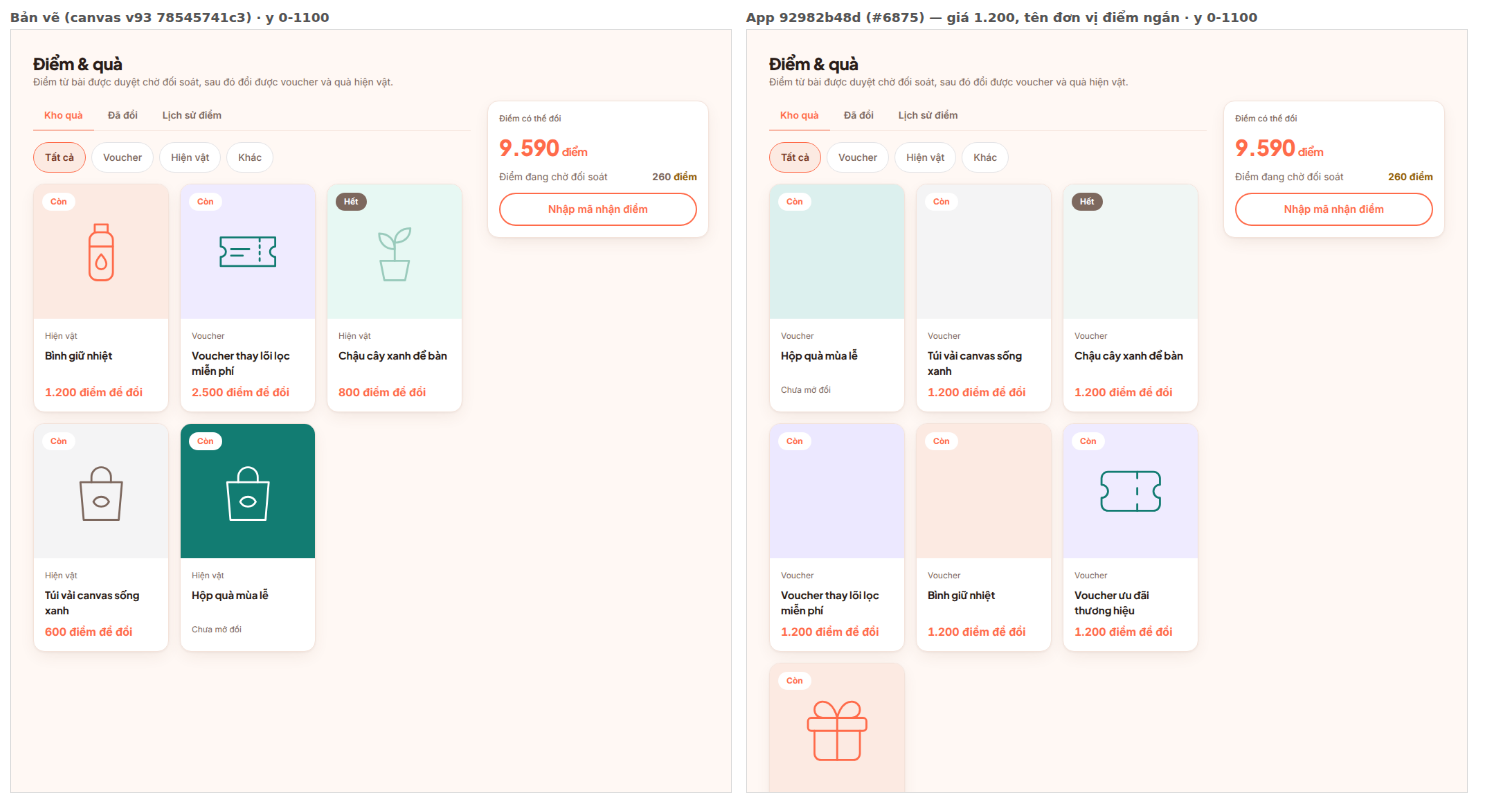 Bản vẽ (canvas v93 78545741c3) · y 0-1100
Điểm & quà
Điểm từ bài được duyệt chờ đối soát, sau đó đổi được voucher và quà hiện vật.
Kho quà Đã đổi Lịch sử điểm
Tất cả Voucher Hiện vật Khác
Điểm có thể đổi
9.590 điểm
Điểm đang chờ đối soát 260 điểm
Nhập mã nhận điểm
Còn Còn Hết
Hiện vật Voucher Hiện vật
Bình giữ nhiệt Voucher thay lõi lọc Chậu cây xanh để bàn
miễn phí
1.200 điểm để đổi 2.500 điểm để đổi 800 điểm để đổi
Còn Còn
Hiện vật Hiện vật
Túi vải canvas sống Hộp quà mùa lễ
xanh
600 điểm để đổi Chưa mở đổi
App 92982b48d (#6875) — giá 1.200, tên đơn vị điểm ngắn · y 0-1100
Điểm & quà
Điểm từ bài được duyệt chờ đối soát, sau đó đổi được voucher và quà hiện vật.
Kho quà Đã đổi Lịch sử điểm
Tất cả Voucher Hiện vật Khác
Điểm có thể đổi
9.590 điểm
Điểm đang chờ đối soát 260 điểm
Nhập mã nhận điểm
Còn Còn Hết
Voucher Voucher Voucher
Hộp quà mùa lễ Túi vải canvas sống Chậu cây xanh để bàn
xanh
Chưa mở đổi 1.200 điểm để đổi 1.200 điểm để đổi
Còn Còn Còn
Voucher Voucher Voucher
Voucher thay lõi lọc Bình giữ nhiệt Voucher ưu đãi
miễn phí thương hiệu
1.200 điểm để đổi 1.200 điểm để đổi 1.200 điểm để đổi
Còn